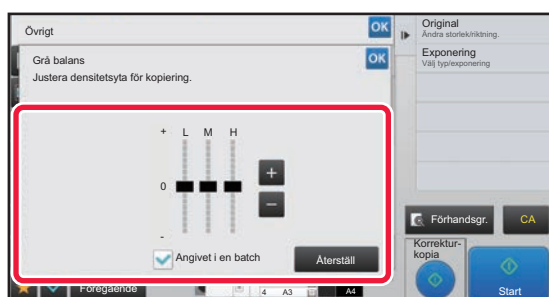 Övrigt
OK
Grå balans
OK
Justera densitetsyta för kopiering.
+ L M H
0
+
-
-
Angivet i en batch
Återställ
Föregående
4 A3
A4
Original
Ändra storlek/riktning.
Exponering
Välj typ/exponering
Förhandsgr.
CA
Korrektur-
kopia
Start